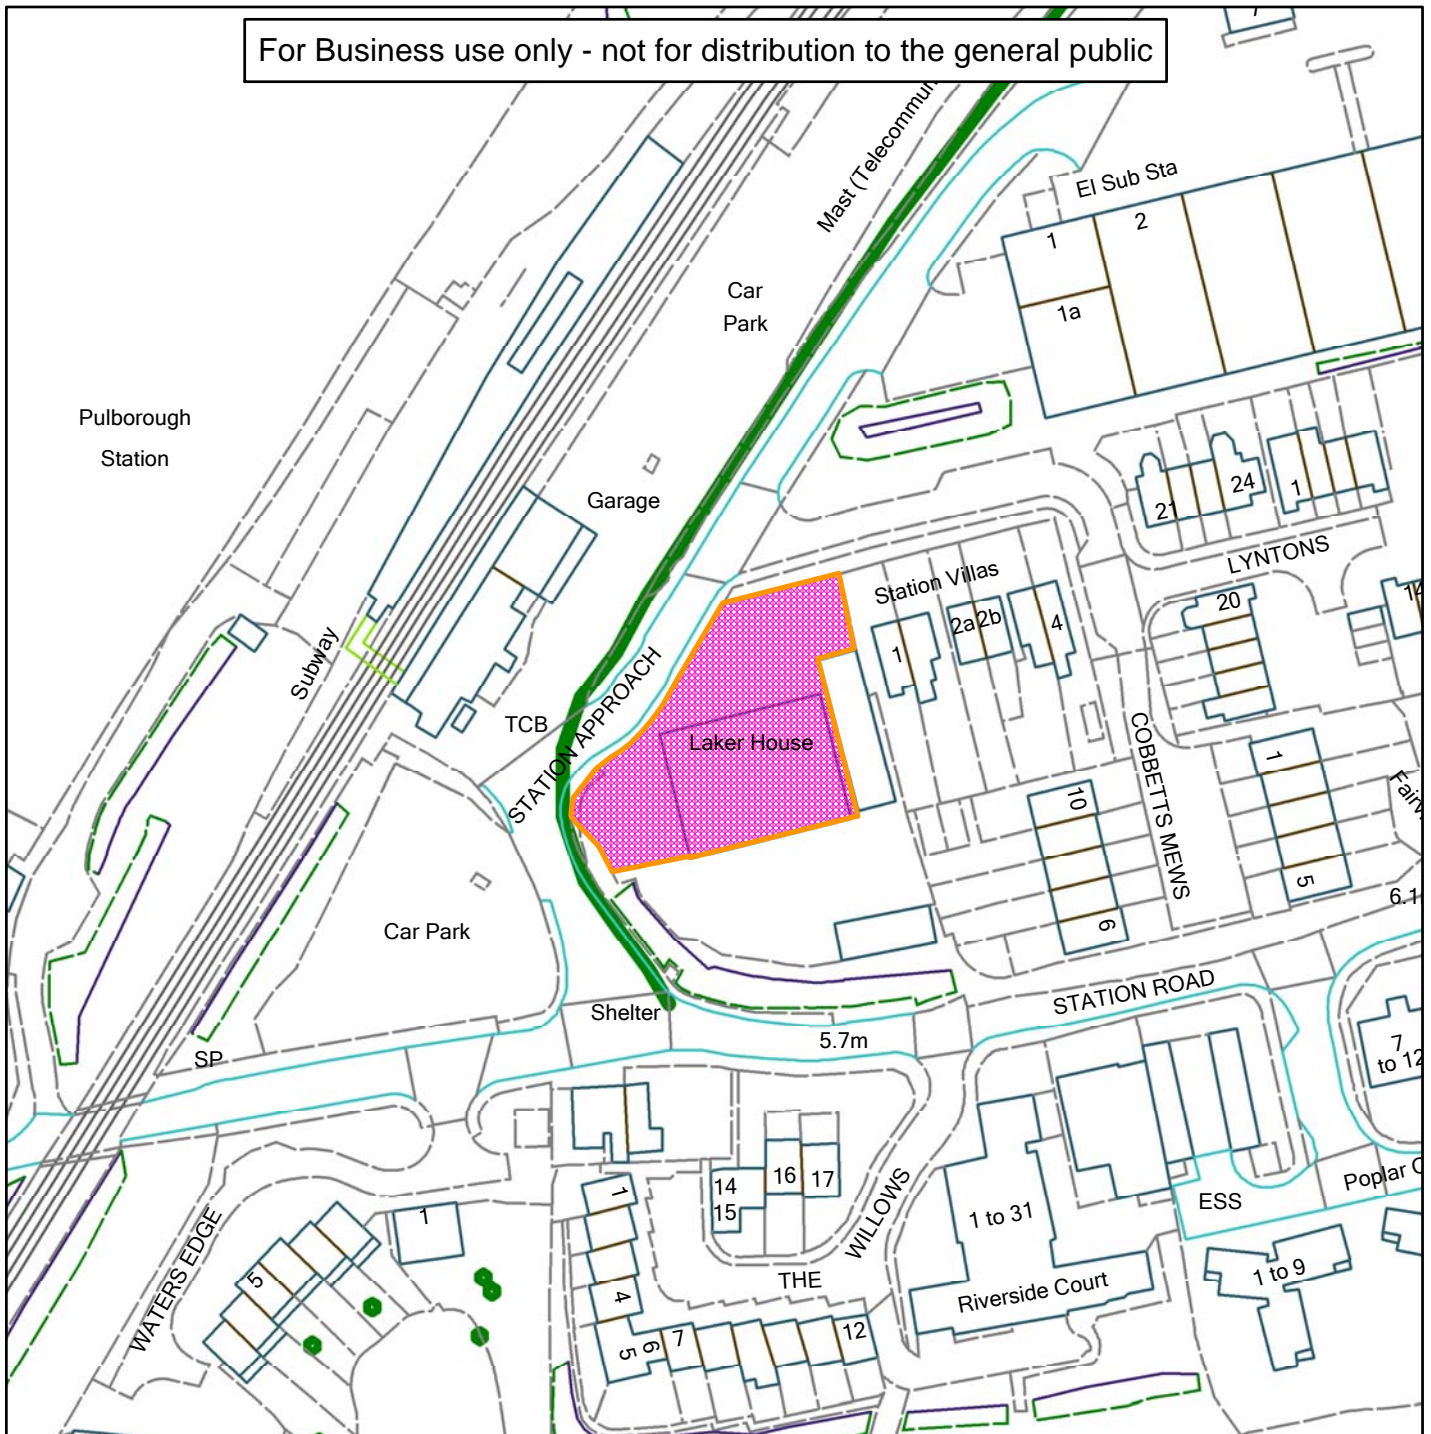 For Business use only - not for distribution to the general public
El Sub Sta
1
2
1a
Car
Park
Pulborough
Station
Garage
21
24
1
LYNTONS
Station Villas
1
2a
2b
4
20
14
Subway
TCB
STATION APPROACH
Laker House
COBBETTS MEWS
10
6
1
5
6.1
Car Park
STATION ROAD
Shelter
5.7m
SP
7
to 12
WATERS EDGE
5
1
1
4
5
6
7
12
14
15
16
17
THE
WILLOWS
1 to 31
Riverside Court
ESS
Poplar
1 to 9
Mast